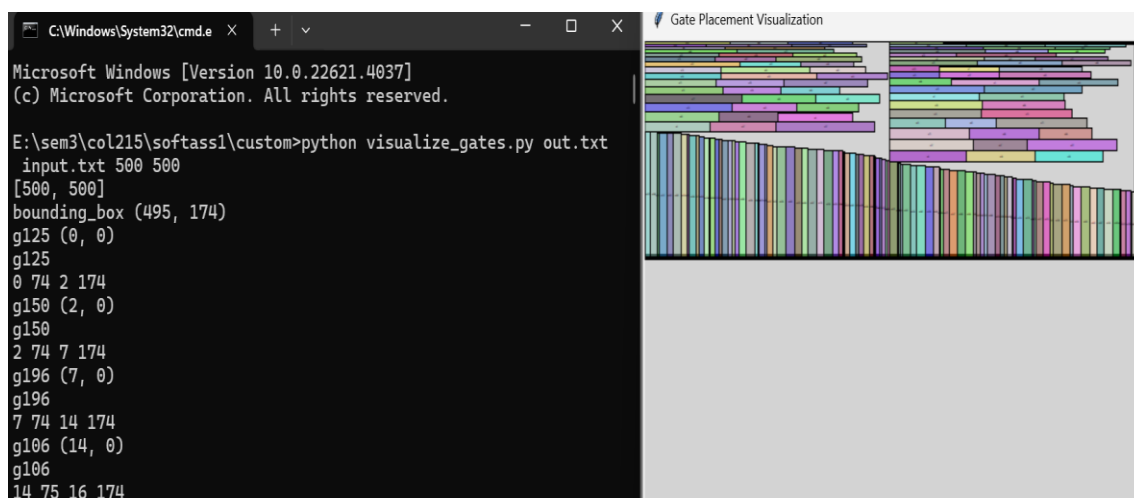 C:\Windows\System32\cmd.e
Microsoft Windows [Version 10.0.22621.4037]
(c) Microsoft Corporation. All rights reserved.
E:\sem3\col215\softass1\custom>python visualize_gates.py out.txt
input.txt 500 500
[500, 500]
bounding_box (495, 174)
g125 (0, 0)
g125
0 74 2 174
g150 (2, 0)
g150
2 74 7 174
g196 (7, 0)
g196
7 74 14 174
g106 (14, 0)
g106
14 75 16 174
Gate Placement Visualization